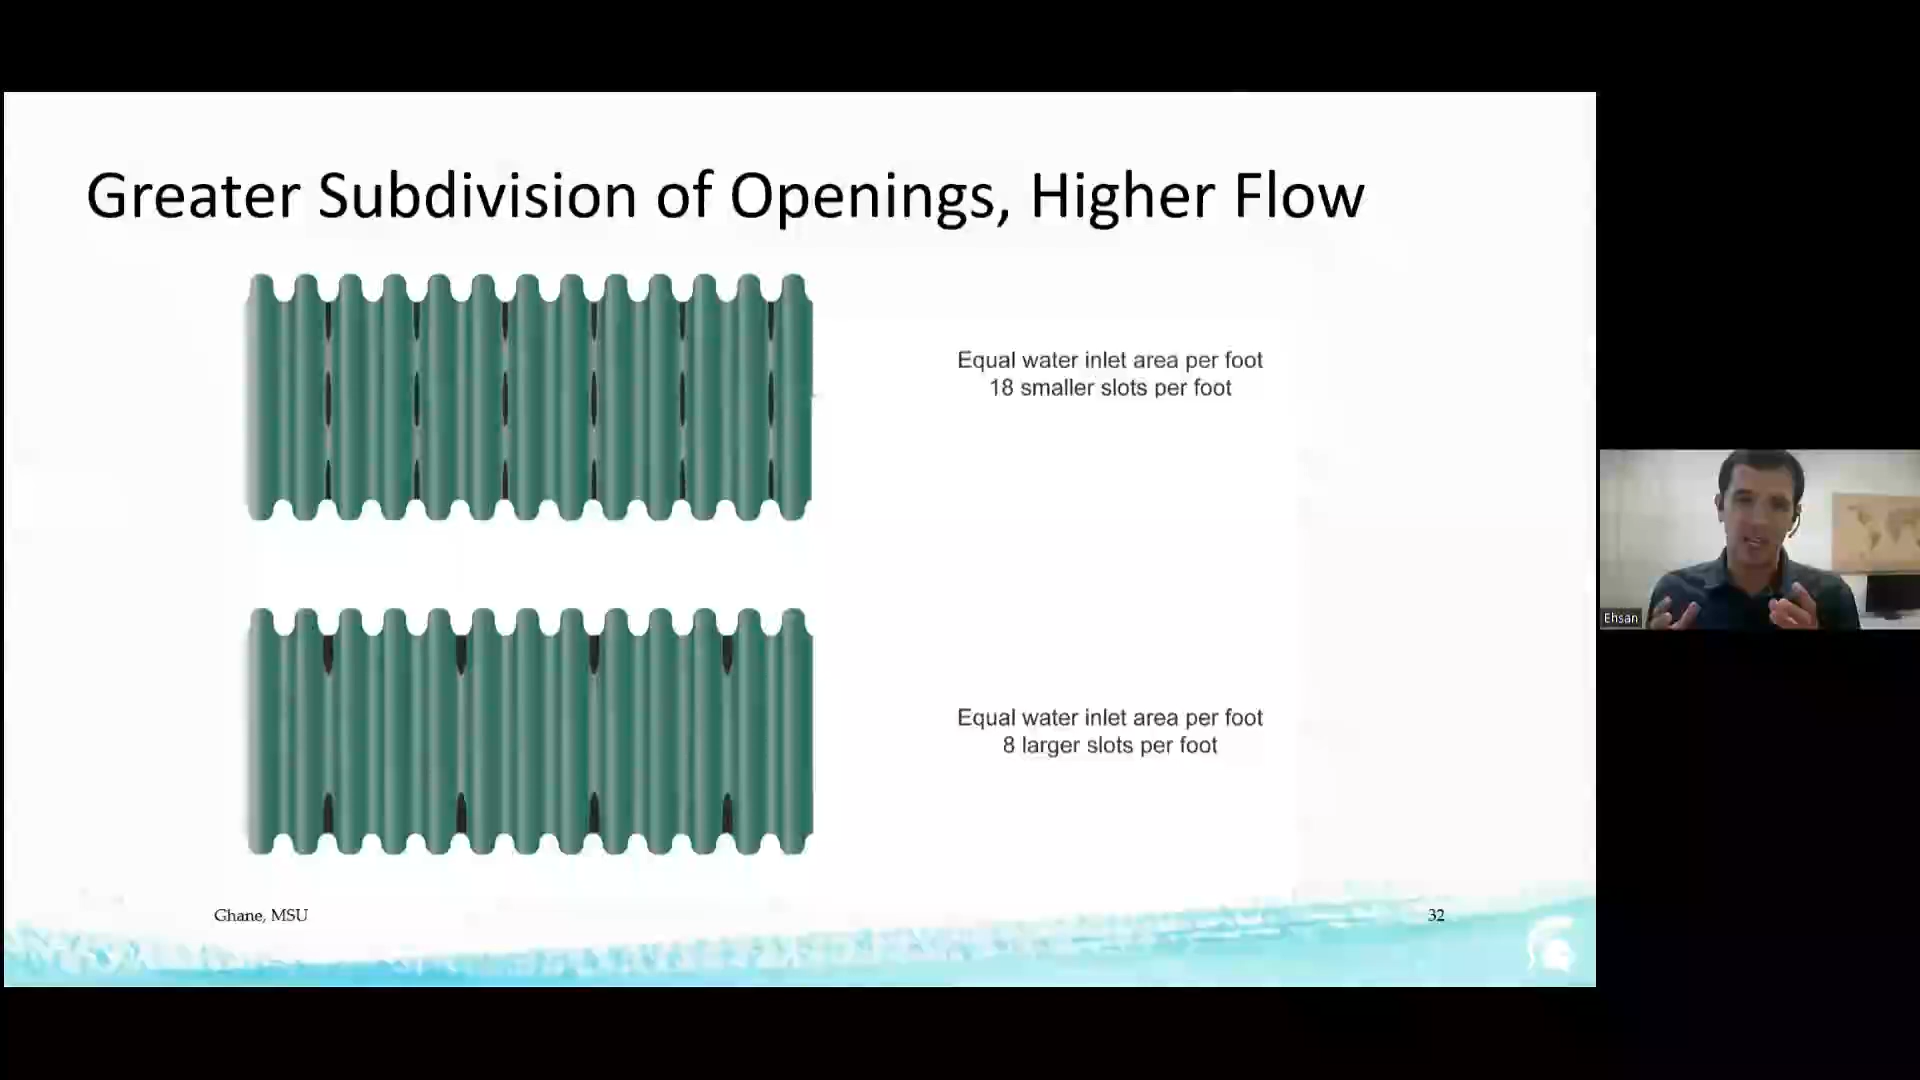 Greater Subdivision of Openings, Higher Flow
Equal water inlet area per foot
18 smaller slots per foot
Ehsan
Equal water inlet area per foot
8 larger slots per foot
Ghane, MSU
32